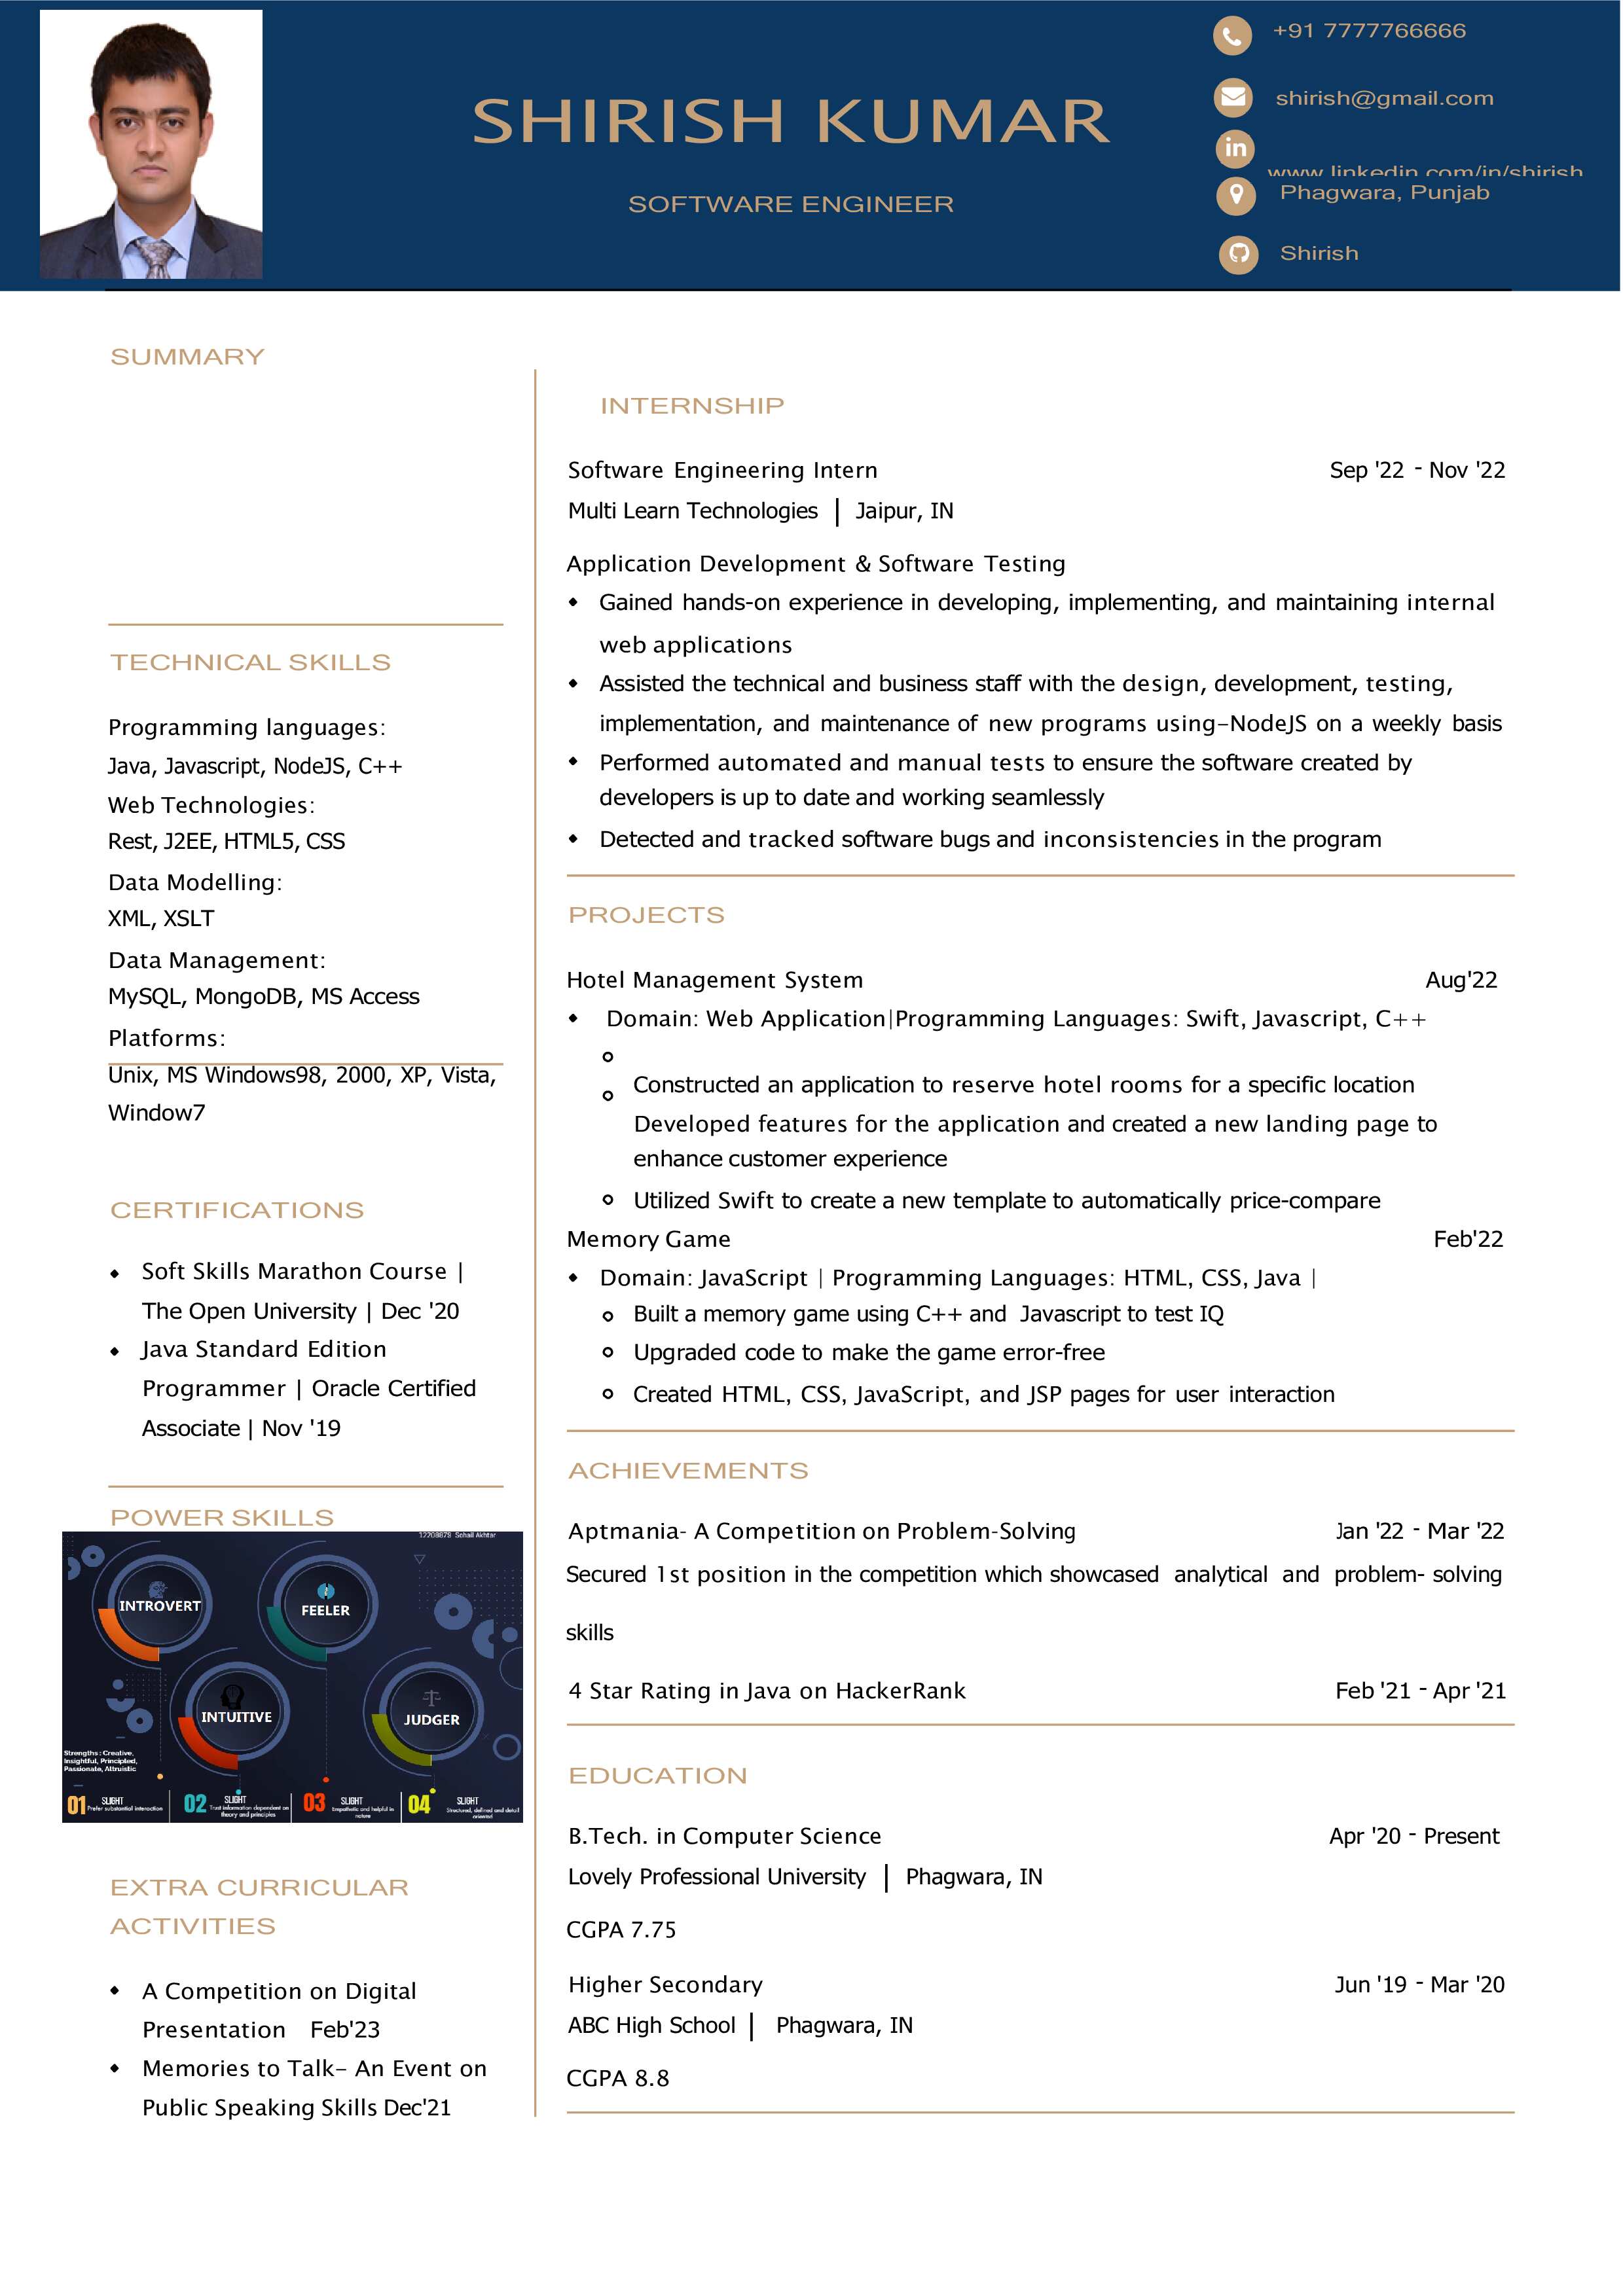 +91 7777766666
SHIRISH KUMAR
shirish@gmail.com
in
www.linkedin.com/in/shirish
Phagwara, Punjab
SOFTWARE ENGINEER
Shirish
SUMMARY
TECHNICAL SKILLS
Programming languages:
Java, Javascript, NodeJS, C++
Web Technologies:
Rest, J2EE, HTML5, CSS
Data Modelling:
XML, XSLT
Data Management:
MySQL, MongoDB, MS Access
Platforms:
Unix, MS Windows98, 2000, XP, Vista,
Window7
CERTIFICATIONS
Soft Skills Marathon Course |
The Open University | Dec '20
Java Standard Edition
Programmer | Oracle Certified
Associate | Nov '19
POWER SKILLS
12208879 Sohail Akhtar
INTROVERT
FEELER
INTUITIVE
JUDGER
Strengths : Creative,
Insightful, Principled,
Passionate, Altruistic
01 SLIGHT
Prefer substantial interaction
02 SLIGHT
Trust information dependent on
theory and principles
03 SLIGHT
Empathetic and helpful in
nature
04 SLIGHT
Structured, defined and detail
oriented
EXTRA CURRICULAR
ACTIVITIES
A Competition on Digital
Presentation Feb'23
Memories to Talk– An Event on
Public Speaking Skills Dec'21
INTERNSHIP
Software Engineering Intern Sep '22 - Nov '22
Multi Learn Technologies | Jaipur, IN
Application Development & Software Testing
Gained hands-on experience in developing, implementing, and maintaining internal
web applications
Assisted the technical and business staff with the design, development, testing,
implementation, and maintenance of new programs using–NodeJS on a weekly basis
Performed automated and manual tests to ensure the software created by
developers is up to date and working seamlessly
Detected and tracked software bugs and inconsistencies in the program
PROJECTS
Hotel Management System Aug'22
Domain: Web Application|Programming Languages: Swift, Javascript, C++
Constructed an application to reserve hotel rooms for a specific location
Developed features for the application and created a new landing page to
enhance customer experience
Utilized Swift to create a new template to automatically price-compare
Memory Game Feb'22
Domain: JavaScript | Programming Languages: HTML, CSS, Java |
Built a memory game using C++ and Javascript to test IQ
Upgraded code to make the game error-free
Created HTML, CSS, JavaScript, and JSP pages for user interaction
ACHIEVEMENTS
Aptmania- A Competition on Problem-Solving Jan '22 - Mar '22
Secured 1st position in the competition which showcased analytical and problem- solving
skills
4 Star Rating in Java on HackerRank Feb '21 - Apr '21
EDUCATION
B.Tech. in Computer Science Apr '20 - Present
Lovely Professional University | Phagwara, IN
CGPA 7.75
Higher Secondary Jun '19 - Mar '20
ABC High School | Phagwara, IN
CGPA 8.8